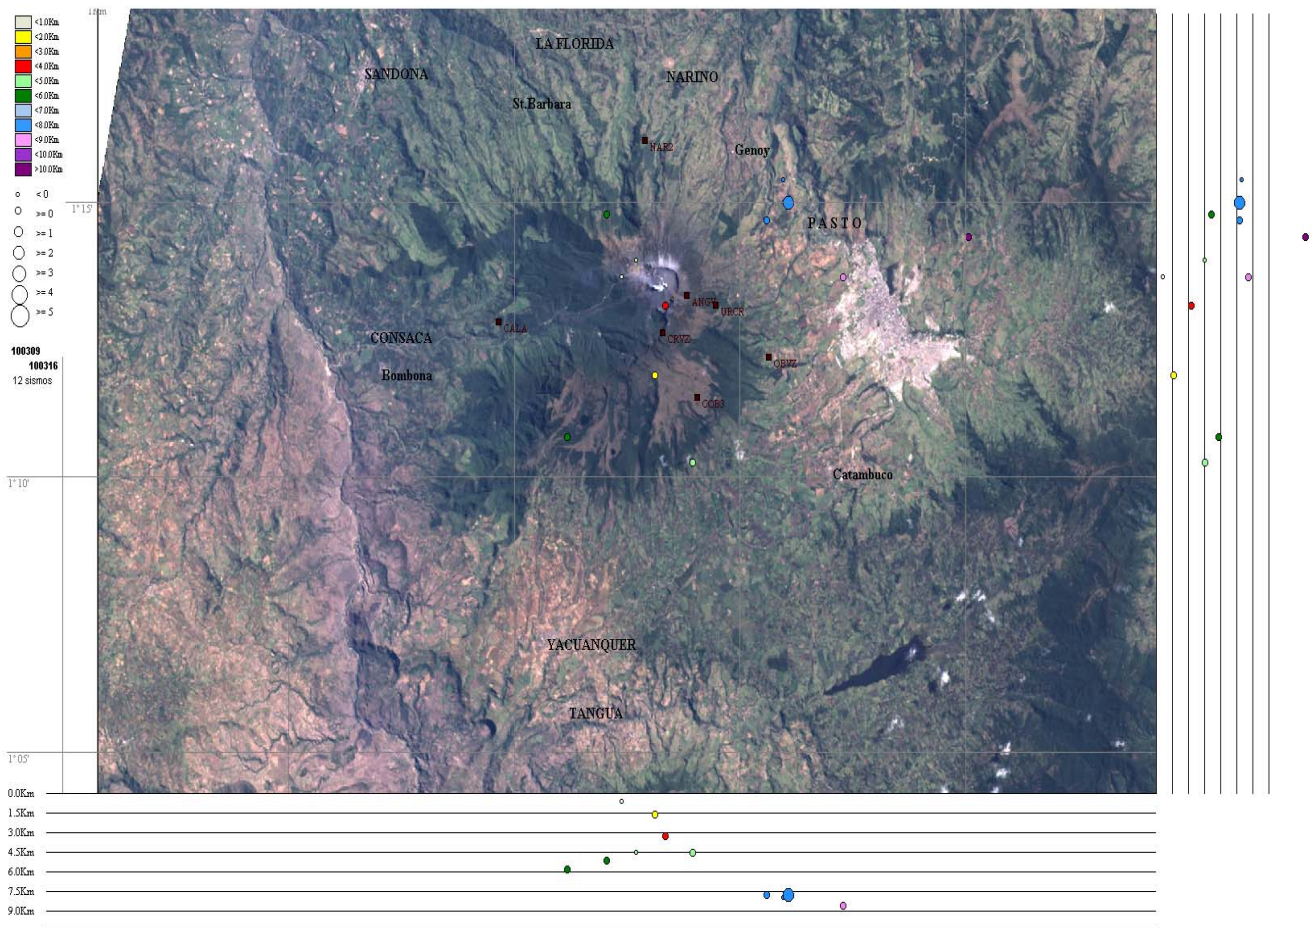 <1.0Km
<2.0Km
<3.0Km
<4.0Km
<5.0Km
<6.0Km
<7.0Km
<8.0Km
<9.0Km
<10.0Km
>10.0Km
< 0
>= 0
>= 1
>= 2
>= 3
>= 4
>= 5
100309
100316
12 sismos
LA FLORIDA
SANDONA
NARINO
St.Barbara
NAR2
Genoy
1° 15'
PASTO
ANGV
URCR
CALA
CONSACA
CRVZ
OBVZ
Bombona
COB3
Catambuco
1° 10'
YACUANQUER
TANGUA
1° 05'
0.0Km
1.5Km
3.0Km
4.5Km
6.0Km
7.5Km
9.0Km